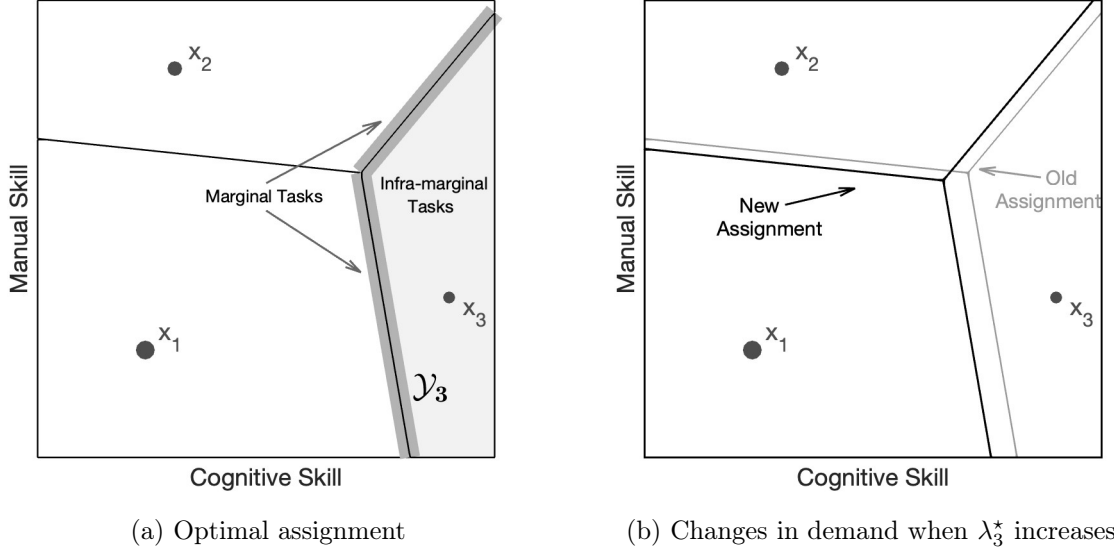 x2
Marginal Tasks
Infra-marginal
Tasks
x3
x1
𝒴3
Manual Skill
Cognitive Skill
(a) Optimal assignment
x2
Old
Assignment
New
Assignment
x3
x1
Manual Skill
Cognitive Skill
(b) Changes in demand when λ3⋆ increases